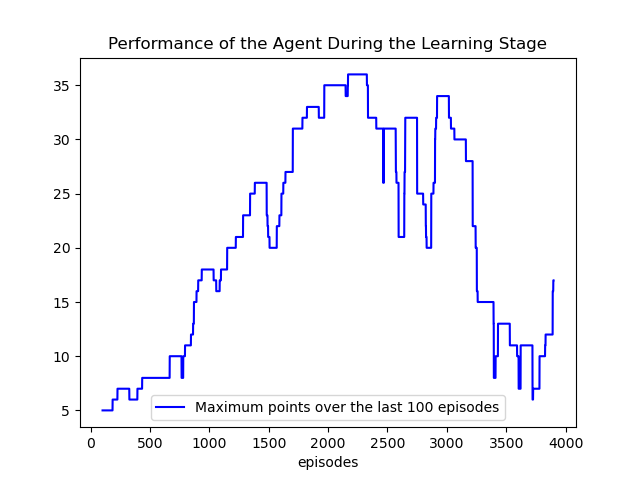 Performance of the Agent During the Learning Stage
35
30
25
20
15
10
5
Maximum points over the last 100 episodes
0 500 1000 1500 2000 2500 3000 3500 4000
episodes